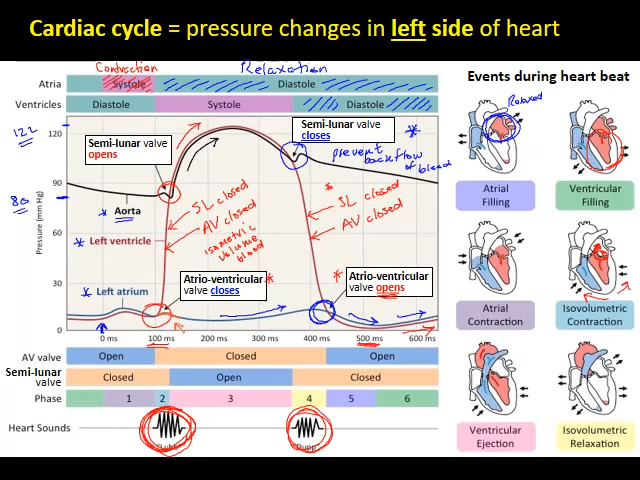 Cardiac cycle = pressure changes in left side of heart
Contraction
Relaxation
Atria
Systole
Diastole
Ventricles
Diastole
Systole
Diastole
Events during heart beat
122
120
90
80
60
30
0
Pressure (mm Hg)
Semi-lunar valve
opens
Semi-lunar valve
closes
prevent
backflow
of blood
SL closed
AV closed
isometric
volume
blood
SL closed
AV closed
Aorta
Left ventricle
Left atrium
Atrio-ventricular
valve closes
Atrio-ventricular
valve opens
0 ms
100 ms
200 ms
300 ms
400 ms
500 ms
600 ms
AV valve
Open
Closed
Open
Semi-lunar
valve
Closed
Open
Closed
Phase
1
2
3
4
5
6
Heart Sounds
"Lubb"
"Dupp"
Relaxed
Atrial
Filling
Ventricular
Filling
Atrial
Contraction
Isovolumetric
Contraction
Ventricular
Ejection
Isovolumetric
Relaxation